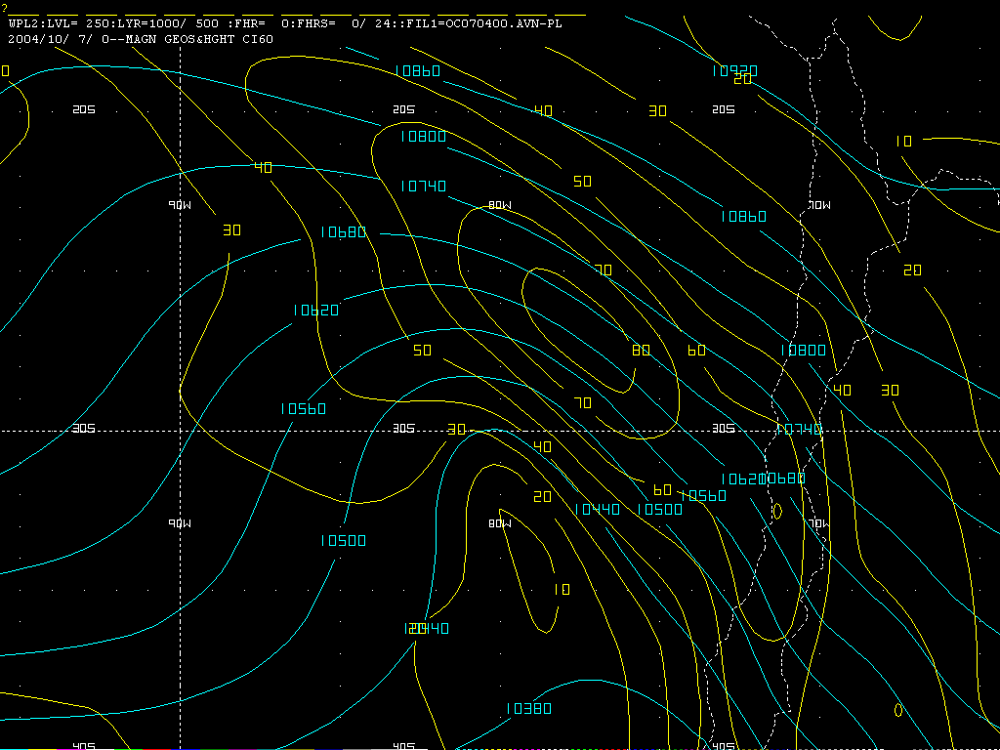 ?
WPL2:LVL= 250:LYR=1000/ 500 :FHR=  0:FHRS=  0/ 24::FIL1=OC070400.AVN-PL
2004/10/ 7/ 0--MAGN GEOS&HGHT CI60
0 10860 10920
20
20S 20S 40 30 20S
10800 10
40 50
10740
90W 80W 70W
10860
30 10680
70 20
10620
50 80 60 10800
40 30
10560 70
30S 30S 30 30S 0740
40
10620 10680
60
20 10560
10440 10500 0
90W 80W 70W
10500
10
10440
10380 0
40S 40S 40S